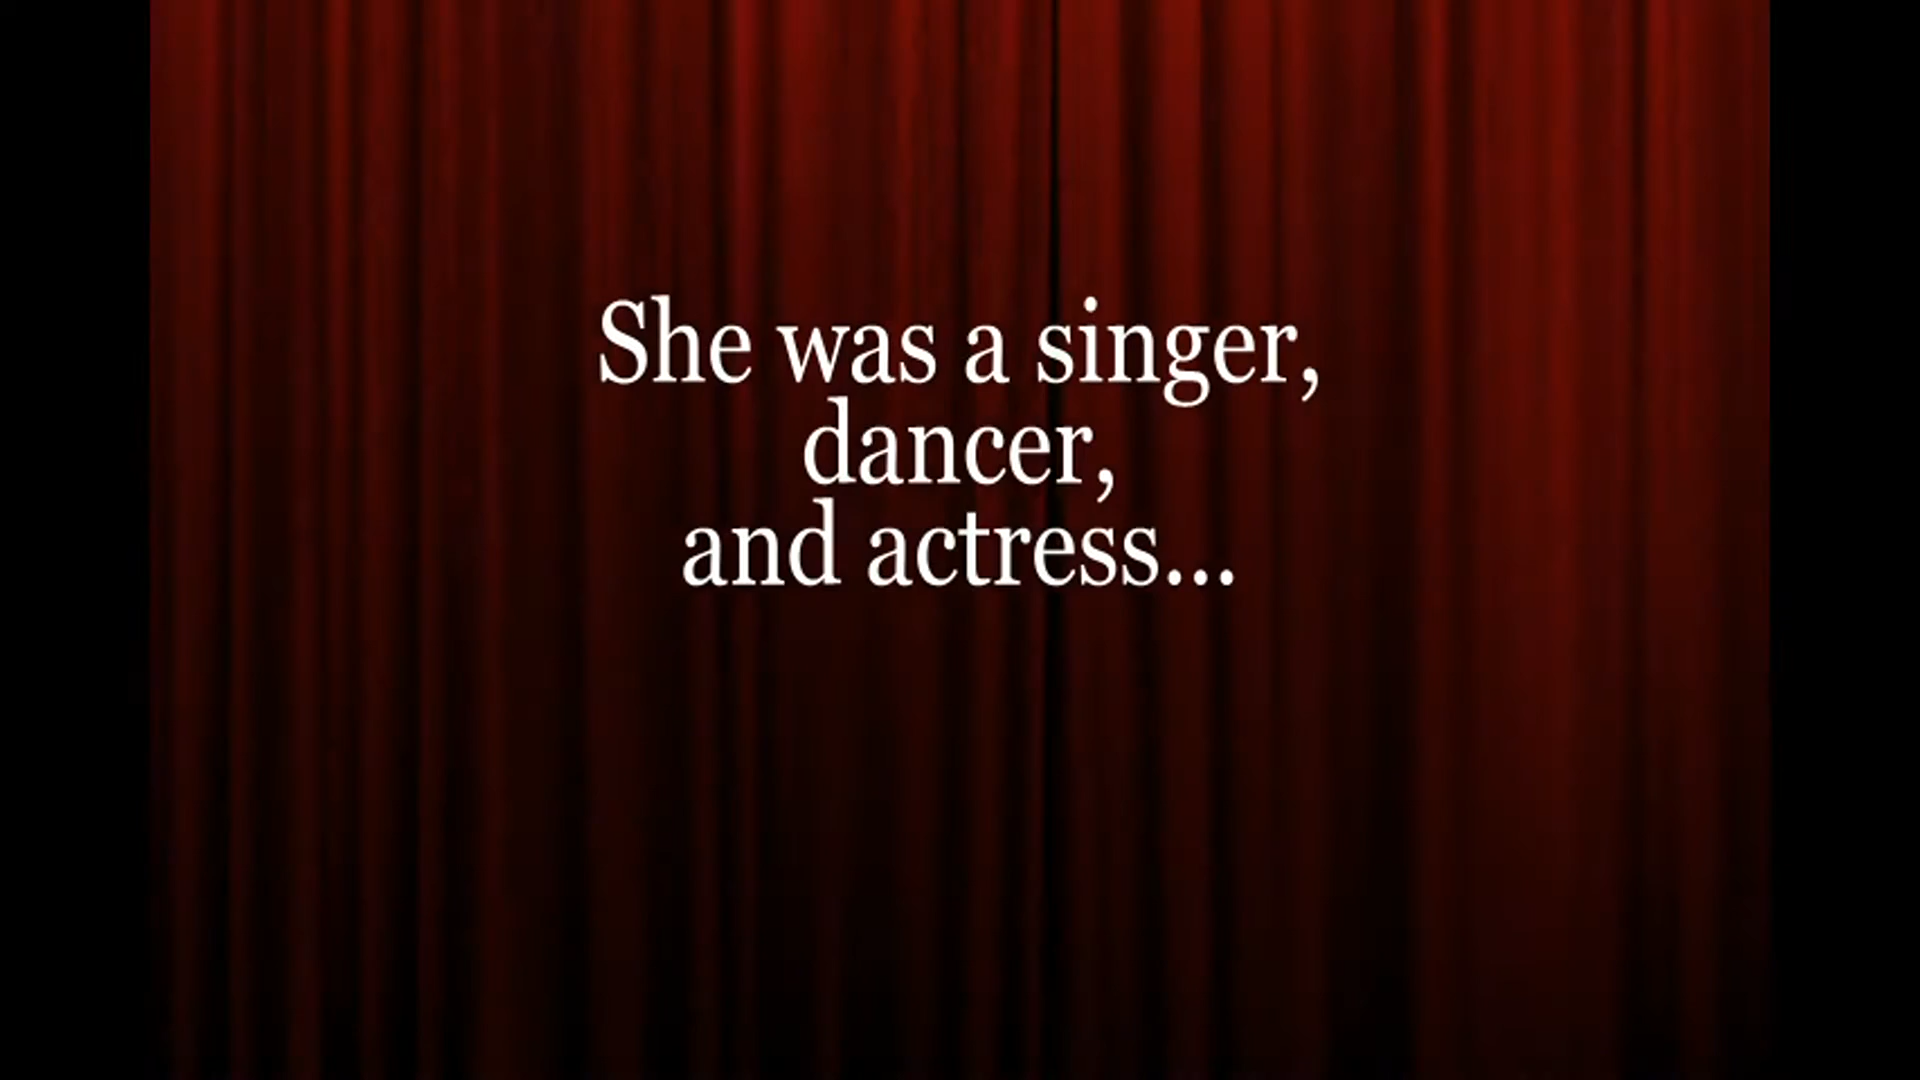 She was a singer,
dancer,
and actress...